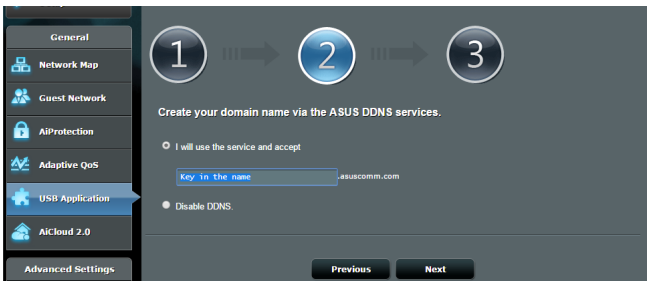 General
Network Map
Guest Network
AiProtection
Adaptive QoS
USB Application
AiCloud 2.0
Advanced Settings
1
2
3
Create your domain name via the ASUS DDNS services.
I will use the service and accept
Key in the name
.asuscomm.com
Disable DDNS.
Previous
Next